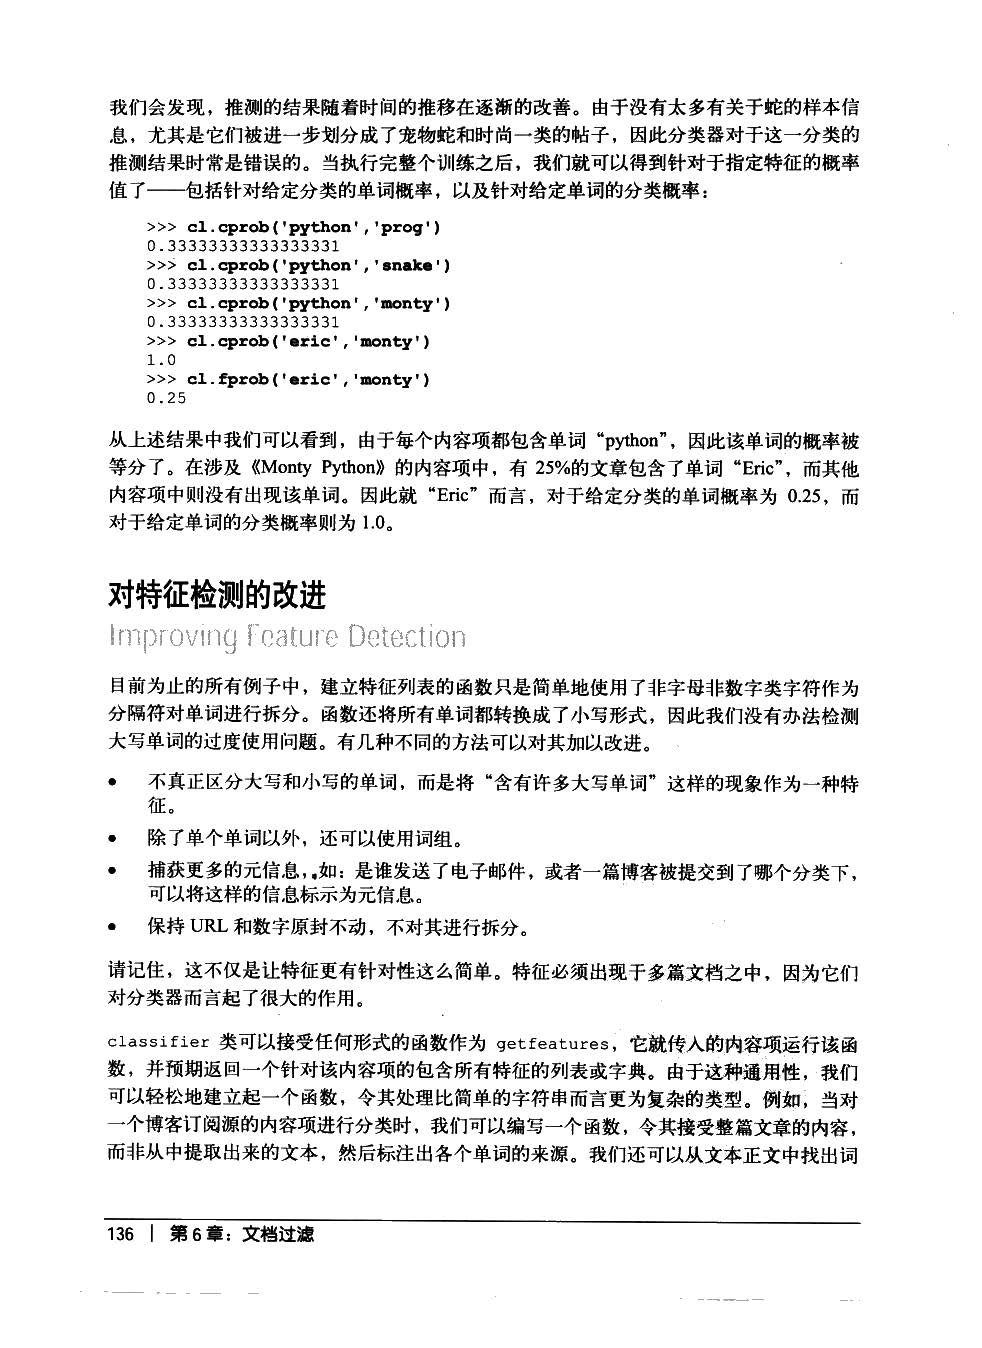 我们会发现，推测的结果随着时间的推移在逐渐的改善。由于没有太多有关于蛇的样本信
息，尤其是它们被进一步划分成了宠物蛇和时尚一类的帖子，因此分类器对于这一分类的
推测结果时常是错误的。当执行完整个训练之后，我们就可以得到针对于指定特征的概率
值了——包括针对给定分类的单词概率，以及针对给定单词的分类概率：
>>> cl.cprob('python','prog')
0.33333333333333331
>>> cl.cprob('python','snake')
0.33333333333333331
>>> cl.cprob('python','monty')
0.33333333333333331
>>> cl.cprob('eric','monty')
1.0
>>> cl.fprob('eric','monty')
0.25
从上述结果中我们可以看到，由于每个内容项都包含单词“python”，因此该单词的概率被
等分了。在涉及《Monty Python》的内容项中，有 25%的文章包含了单词“Eric”，而其他
内容项中则没有出现该单词。因此就“Eric”而言，对于给定分类的单词概率为 0.25，而
对于给定单词的分类概率则为 1.0。
对特征检测的改进
Improving Feature Detection
目前为止的所有例子中，建立特征列表的函数只是简单地使用了非字母非数字类字符作为
分隔符对单词进行拆分。函数还将所有单词都转换成了小写形式，因此我们没有办法检测
大写单词的过度使用问题。有几种不同的方法可以对其加以改进。
• 不真正区分大写和小写的单词，而是将“含有许多大写单词”这样的现象作为一种特
征。
• 除了单个单词以外，还可以使用词组。
• 捕获更多的元信息，如：是谁发送了电子邮件，或者一篇博客被提交到了哪个分类下，
可以将这样的信息标示为元信息。
• 保持 URL 和数字原封不动，不对其进行拆分。
请记住，这不仅是让特征更有针对性这么简单。特征必须出现于多篇文档之中，因为它们
对分类器而言起了很大的作用。
classifier 类可以接受任何形式的函数作为 getfeatures，它就传入的内容项运行该函
数，并预期返回一个针对该内容项的包含所有特征的列表或字典。由于这种通用性，我们
可以轻松地建立起一个函数，令其处理比简单的字符串而言更为复杂的类型。例如，当对
一个博客订阅源的内容项进行分类时，我们可以编写一个函数，令其接受整篇文章的内容，
而非从中提取出来的文本，然后标注出各个单词的来源。我们还可以从文本正文中找出词
136 | 第 6 章：文档过滤